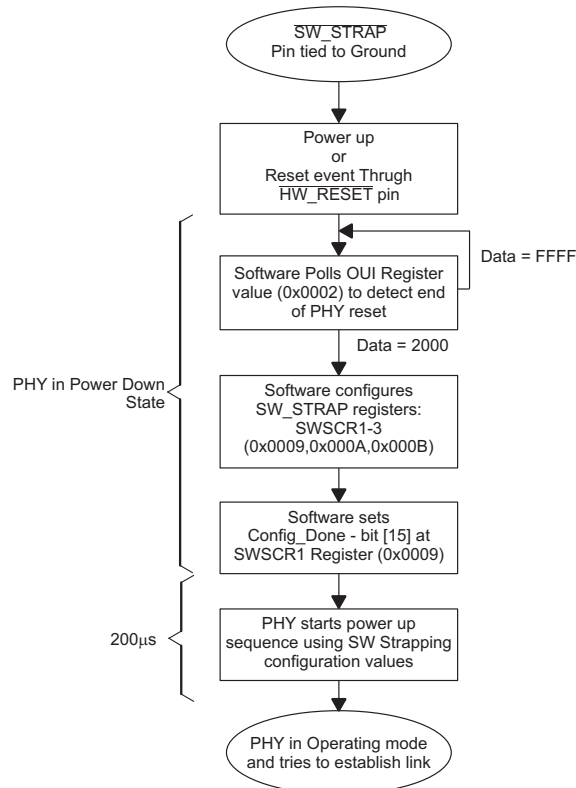 SW_STRAP
Pin tied to Ground
Power up
or
Reset event Thrugh
HW_RESET pin
Data = FFFF
Software Polls OUI Register
value (0x0002) to detect end
of PHY reset
Data = 2000
PHY in Power Down
State
Software configures
SW_STRAP registers:
SWSCR1-3
(0x0009,0x000A,0x000B)
Software sets
Config_Done - bit [15] at
SWSCR1 Register (0x0009)
200μs
PHY starts power up
sequence using SW Strapping
configuration values
PHY in Operating mode
and tries to establish link